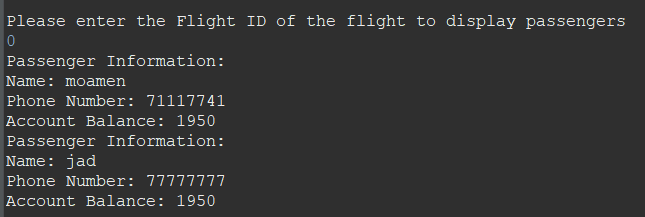 Please enter the Flight ID of the flight to display passengers
0
Passenger Information:
Name: moamen
Phone Number: 71117741
Account Balance: 1950
Passenger Information:
Name: jad
Phone Number: 77777777
Account Balance: 1950